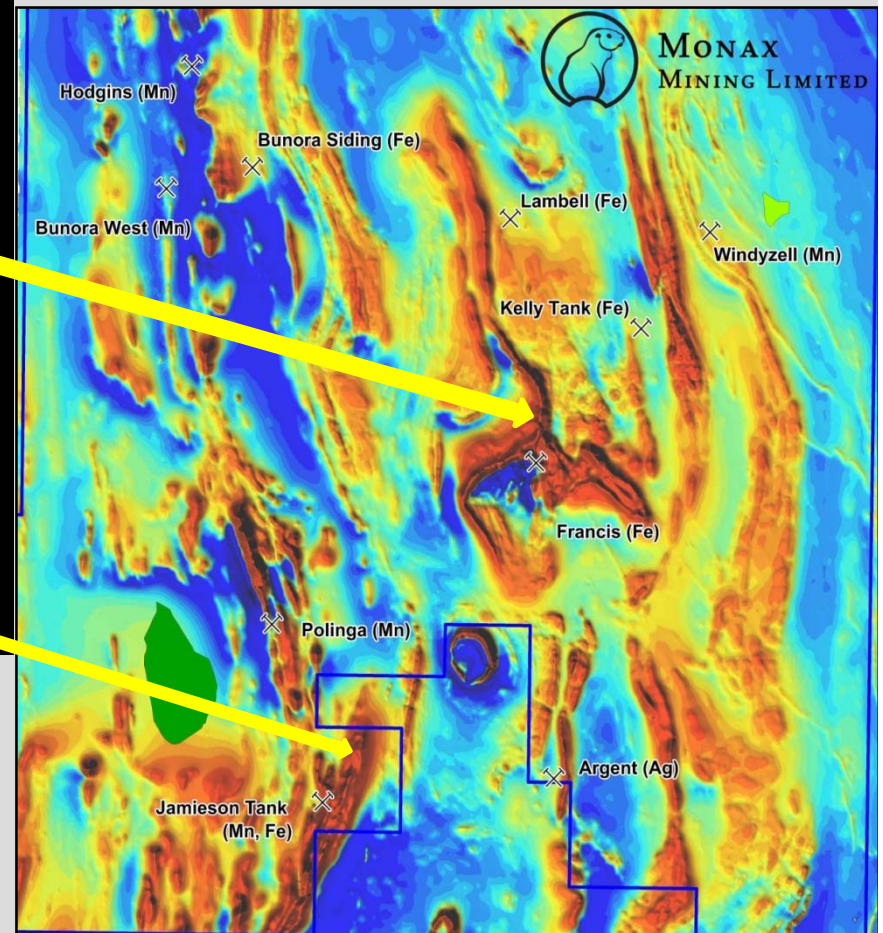 MONAX
MINING LIMITED
Hodgins (Mn)
Bunora Siding (Fe)
Bunora West (Mn)
Lambell (Fe)
Windyzell (Mn)
Kelly Tank (Fe)
Francis (Fe)
Polinga (Mn)
Argent (Ag)
Jamieson Tank
(Mn, Fe)